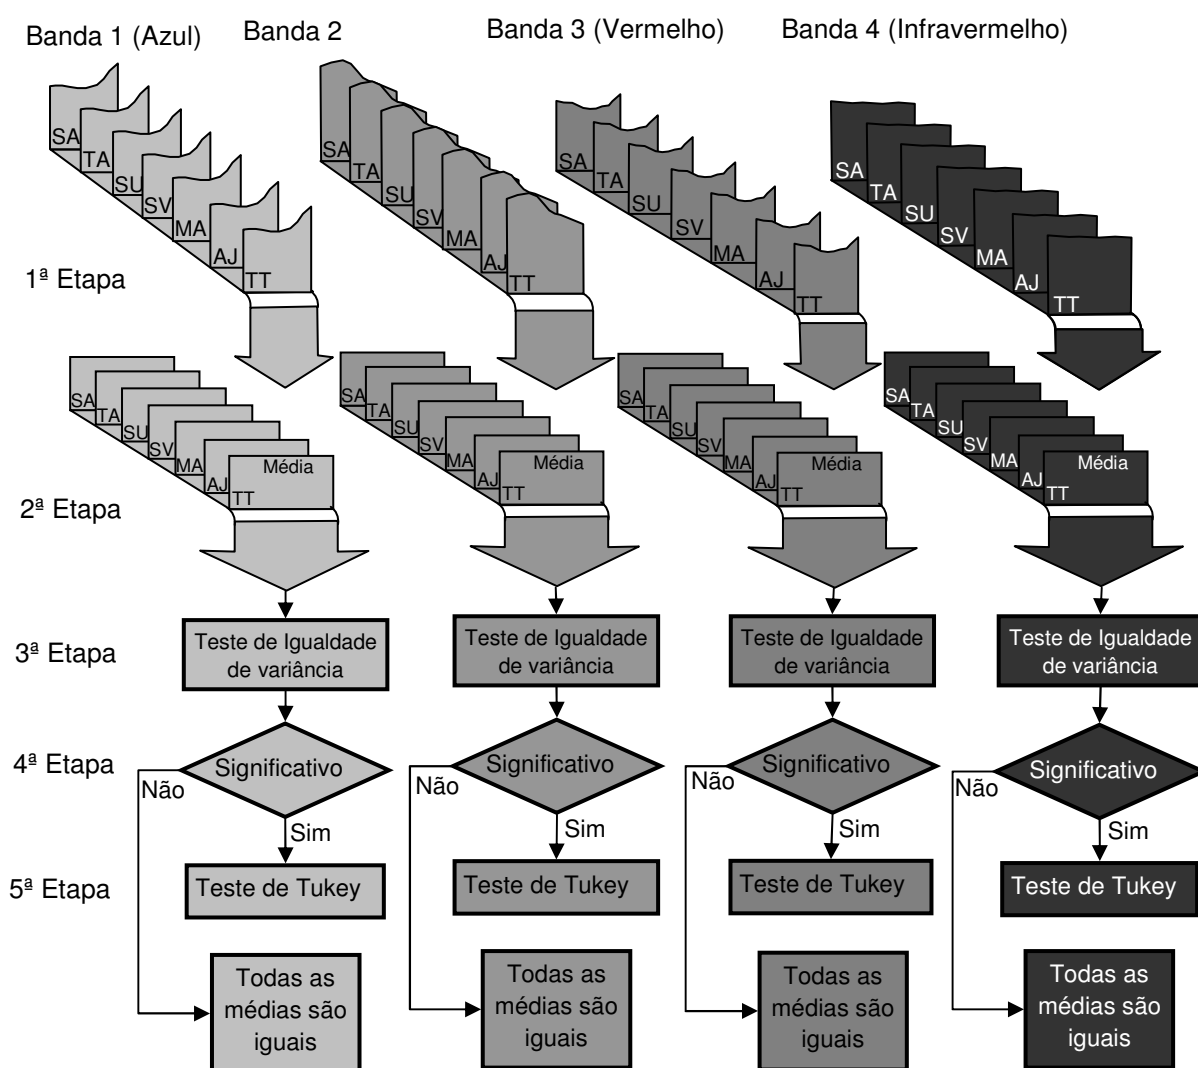 Banda 1 (Azul) Banda 2 Banda 3 (Vermelho) Banda 4 (Infravermelho)
SA TA SU SV MA AJ TT
SA TA SU SV MA AJ TT
SA TA SU SV MA AJ TT
SA TA SU SV MA AJ TT
1ª Etapa
SA TA SU SV MA AJ TT Média
SA TA SU SV MA AJ TT Média
SA TA SU SV MA AJ TT Média
SA TA SU SV MA AJ TT Média
2ª Etapa
3ª Etapa
Teste de Igualdade
de variância
Teste de Igualdade
de variância
Teste de Igualdade
de variância
Teste de Igualdade
de variância
4ª Etapa
Significativo Significativo Significativo Significativo
Não Não Não Não
Sim Sim Sim Sim
5ª Etapa
Teste de Tukey Teste de Tukey Teste de Tukey Teste de Tukey
Todas as
médias são
iguais
Todas as
médias são
iguais
Todas as
médias são
iguais
Todas as
médias são
iguais